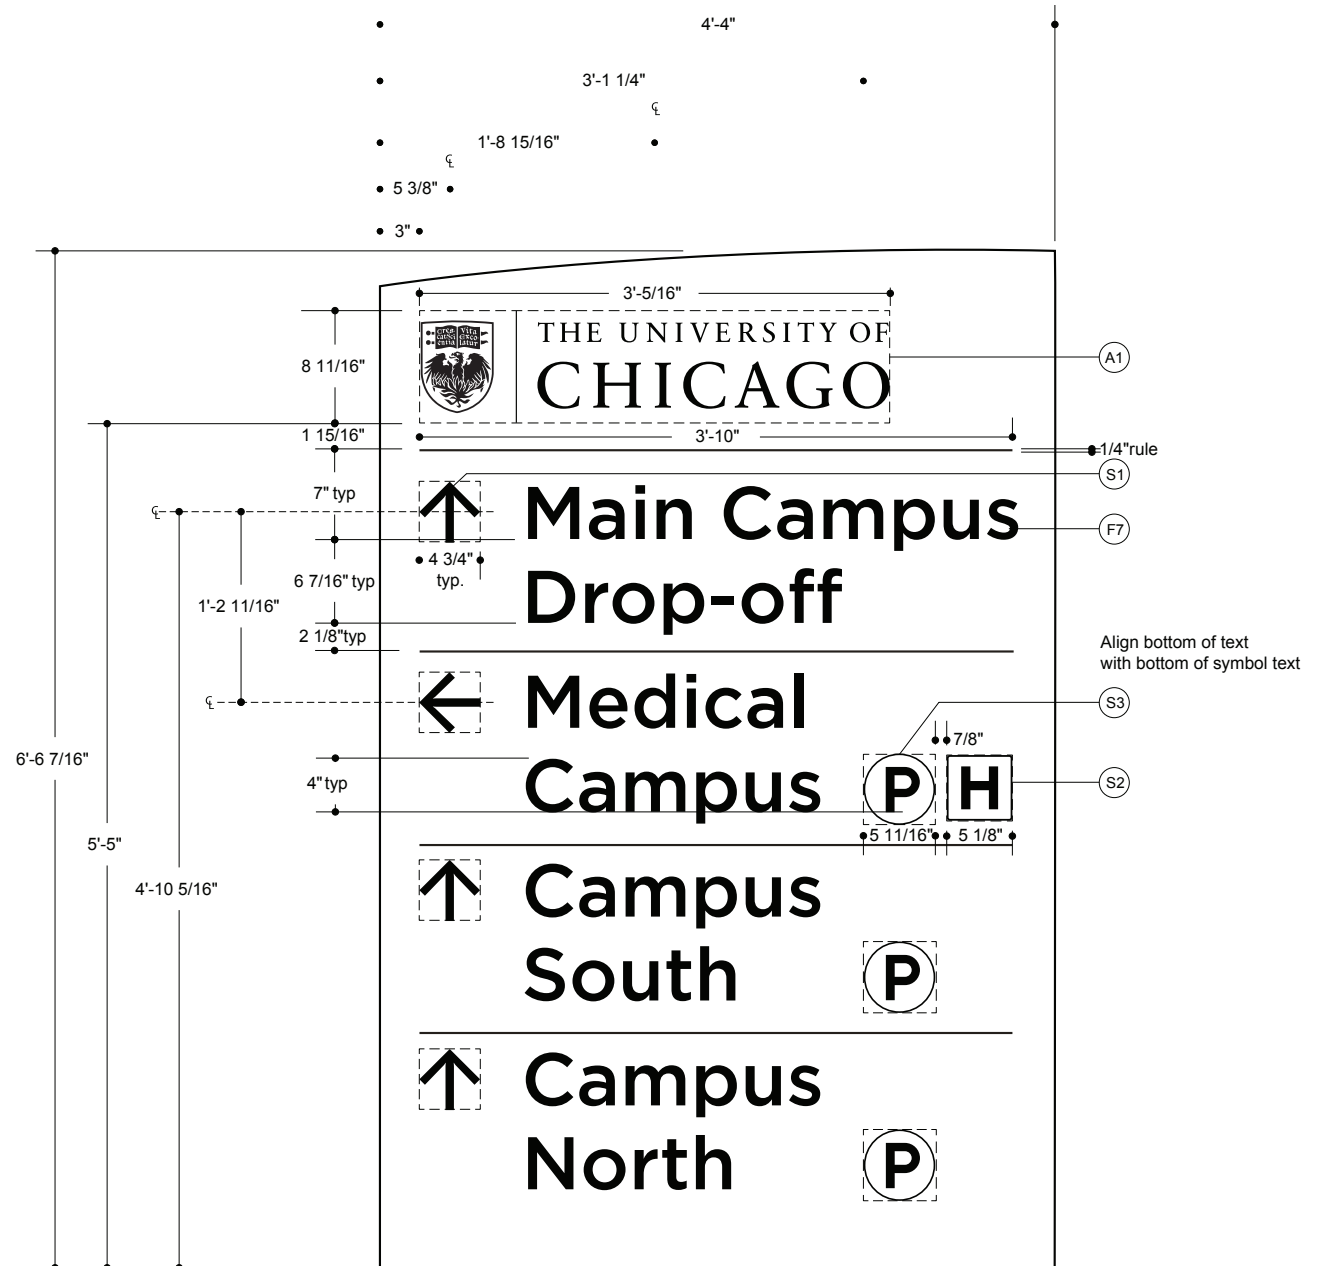 4'-4"
3'-1 1/4"
℄
1'-8 15/16"
℄
5 3/8"
3"
3'-5/16"
THE UNIVERSITY OF
CHICAGO
8 11/16"
A1
1 15/16"
3'-10"
1/4"rule
S1
7" typ
℄
Main Campus
F7
4 3/4"
typ.
6 7/16" typ
Drop-off
1'-2 11/16"
2 1/8"typ
Align bottom of text
with bottom of symbol text
℄
Medical
S3
7/8"
6'-6 7/16"
4" typ
Campus P H
S2
5 11/16" 5 1/8"
5'-5"
4'-10 5/16"
Campus
South P
Campus
North P